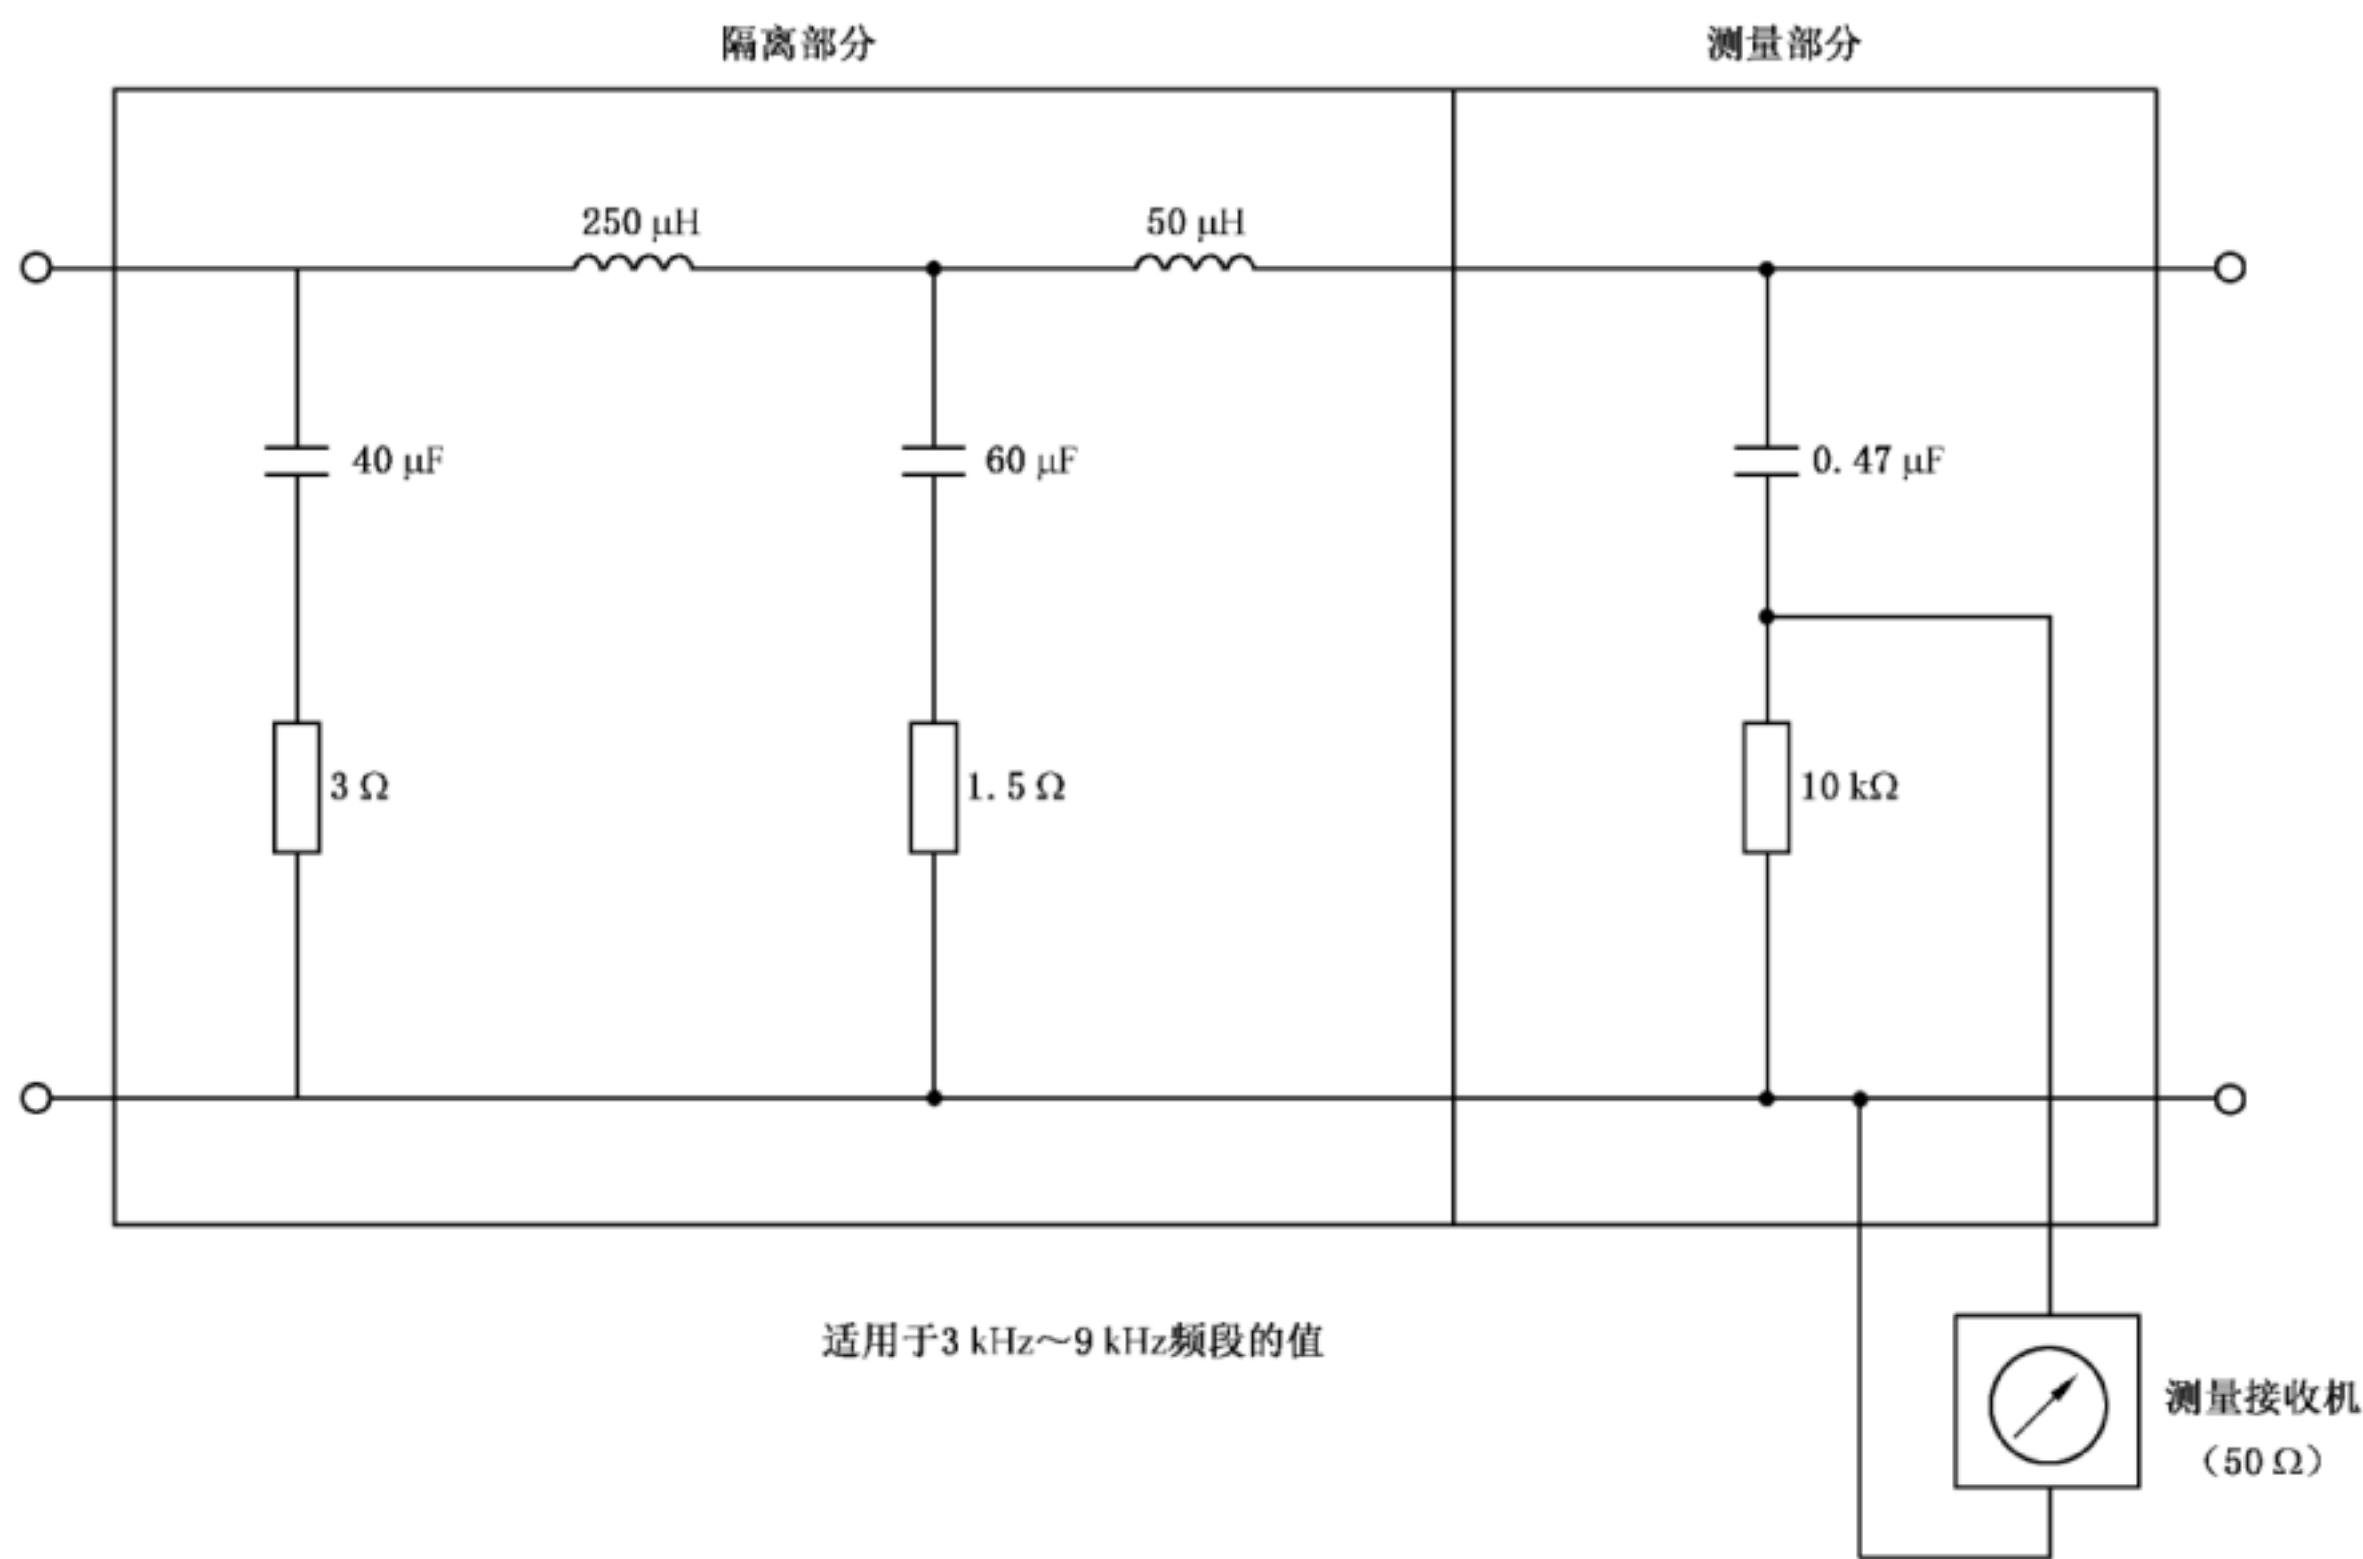 隔离部分
测量部分
250 μH
50 μH
40 μF
60 μF
0.47 μF
3 Ω
1.5 Ω
10 kΩ
适用于3 kHz～9 kHz频段的值
测量接收机
（50 Ω）